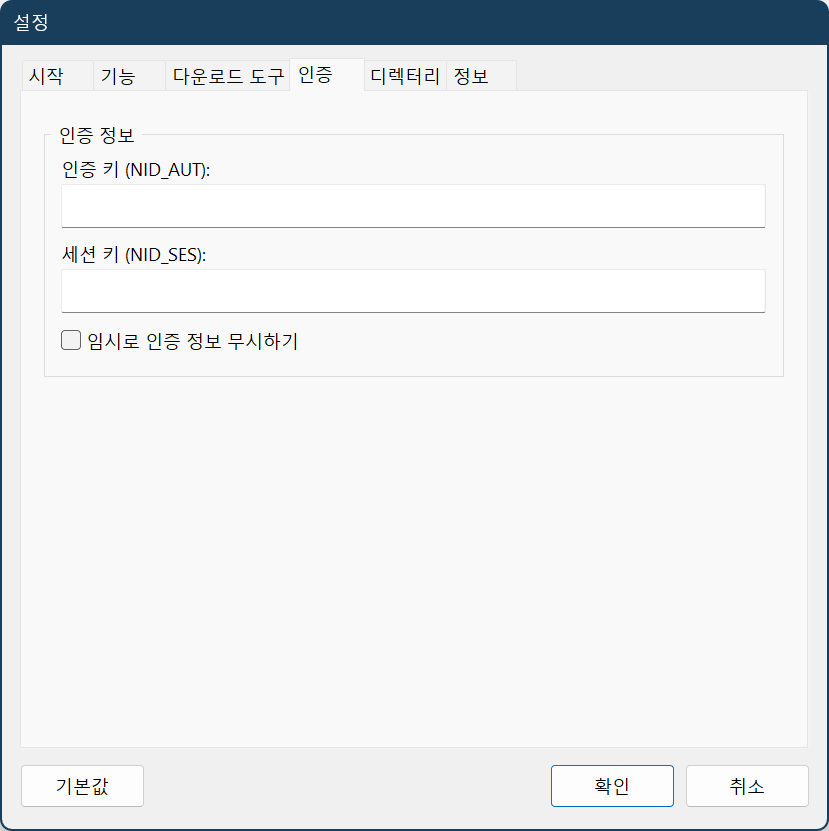 설정
시작 기능 다운로드 도구 인증 디렉터리 정보
인증 정보
인증 키 (NID_AUT):
세션 키 (NID_SES):
임시로 인증 정보 무시하기
기본값 확인 취소